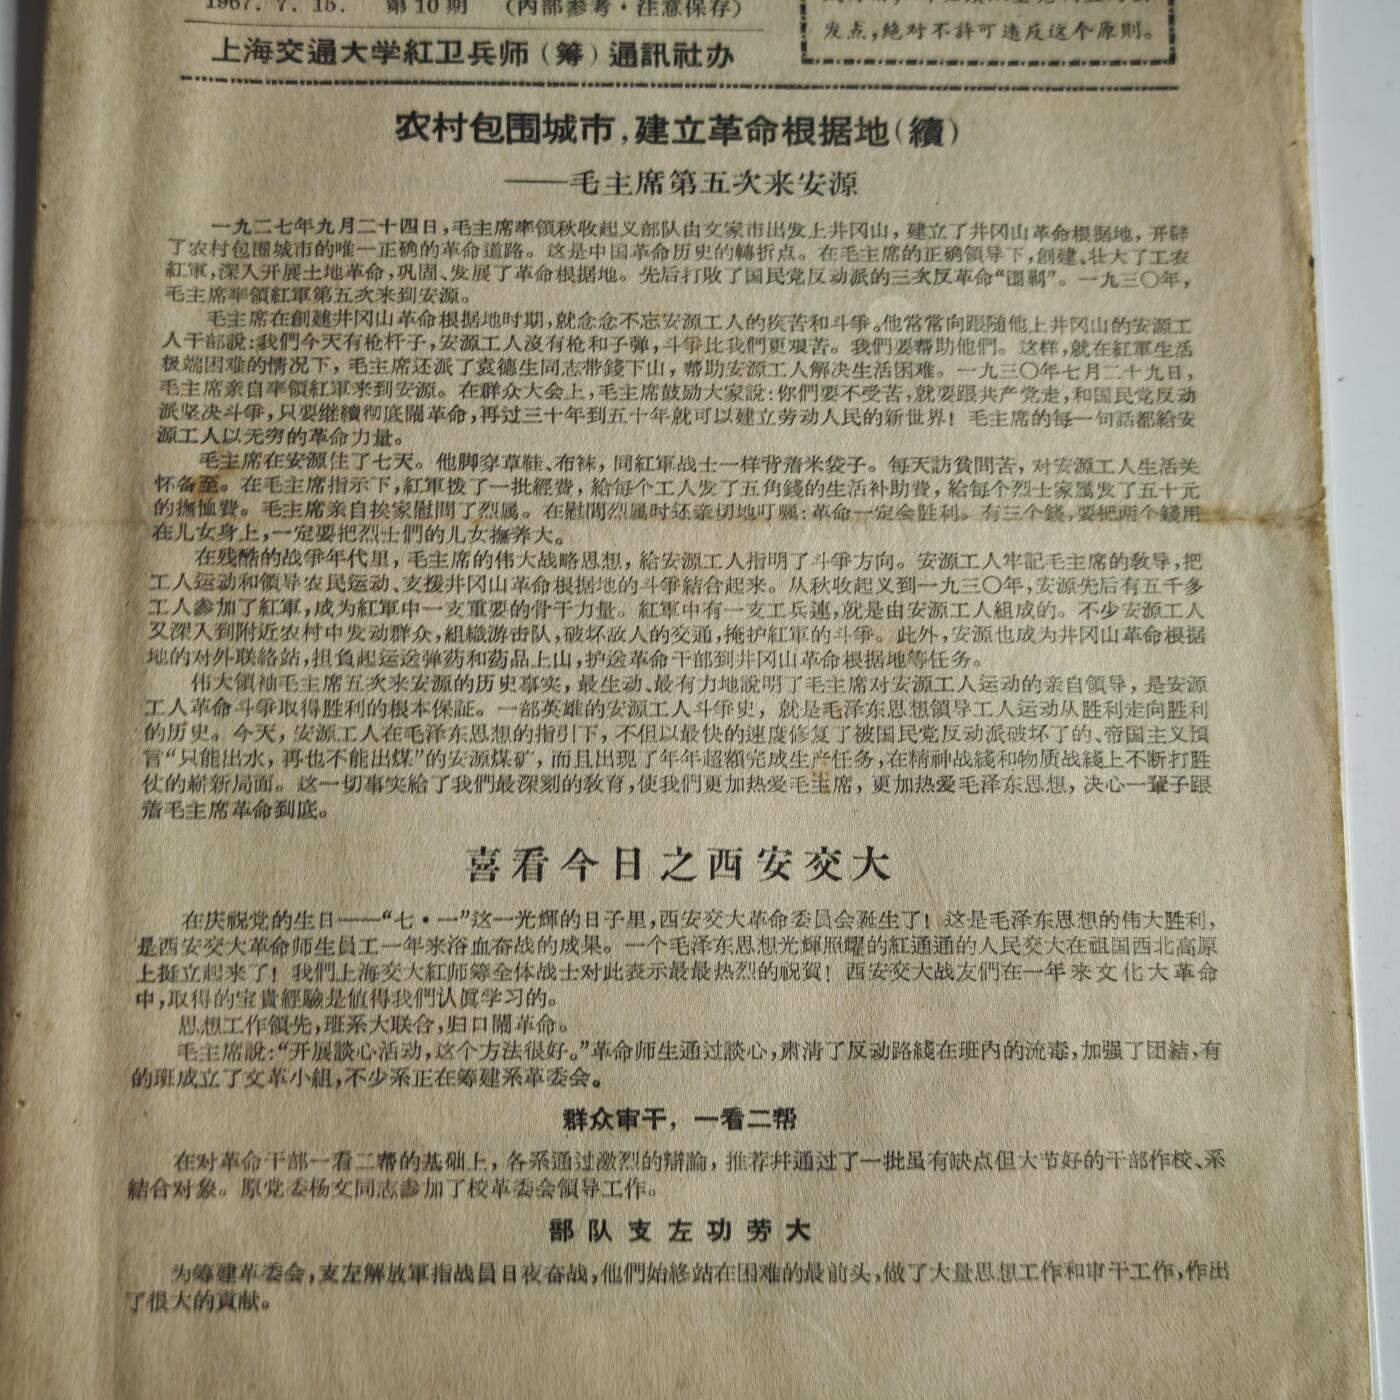 1967. 7. 15. 第10期 (内部参考·注意保存)
上海交通大学紅卫兵师(筹)通訊社办
发点,绝对不許可违反这个原則。
农村包围城市,建立革命根据地(續)
——毛主席第五次来安源
一九二七年九月二十四日,毛主席率領秋收起义部队由文家市出发上井冈山,建立了井冈山革命根据地,开辟
了农村包围城市的唯一正确的革命道路。这是中国革命历史的轉折点。在毛主席的正确領导下,創建、壮大了工农
紅軍,深入开展土地革命,巩固、发展了革命根据地。先后打敗了国民党反动派的三次反革命“圍剿”。一九三〇年,
毛主席率領紅軍第五次来到安源。
毛主席在創建井冈山革命根据地时期,就念念不忘安源工人的疾苦和斗爭。他常常向跟随他上井冈山的安源工
人干部說:我們今天有枪杆子,安源工人沒有枪和子弹,斗爭比我們更艰苦。我們要帮助他們。这样,就在紅軍生活
极端困难的情况下,毛主席还派了袁德生同志带錢下山,帮助安源工人解决生活困难。一九三〇年七月二十九日,
毛主席亲自率領紅軍来到安源。在群众大会上,毛主席鼓励大家說:你們要不受苦,就要跟共产党走,和国民党反动
派坚决斗爭,只要继續彻底鬧革命,再过三十年到五十年就可以建立劳动人民的新世界!毛主席的每一句話都給安
源工人以无穷的革命力量。
毛主席在安源住了七天。他脚穿草鞋、布袜,同紅軍战士一样背着米袋子。每天訪貧問苦,对安源工人生活关
怀备至。在毛主席指示下,紅軍拨了一批經費,給每个工人发了五角錢的生活补助費,給每个烈士家属发了五十元
的撫恤費。毛主席亲自挨家慰問了烈属。在慰問烈属时还亲切地叮嘱:革命一定会胜利。有三个錢,要把两个錢用
在儿女身上,一定要把烈士們的儿女撫养大。
在残酷的战爭年代里,毛主席的伟大战略思想,給安源工人指明了斗爭方向。安源工人牢記毛主席的教导,把
工人运动和領导农民运动、支援井冈山革命根据地的斗爭結合起来。从秋收起义到一九三〇年,安源先后有五千多
工人参加了紅軍,成为紅軍中一支重要的骨干力量。紅軍中有一支工兵連,就是由安源工人組成的。不少安源工人
又深入到附近农村中发动群众,組織游击队,破坏敌人的交通,掩护紅軍的斗爭。此外,安源也成为井冈山革命根据
地的对外联絡站,担負起运送弹药和药品上山,护送革命干部到井冈山革命根据地等任务。
伟大領袖毛主席五次来安源的历史事实,最生动、最有力地說明了毛主席对安源工人运动的亲自領导,是安源
工人革命斗爭取得胜利的根本保証。一部英雄的安源工人斗爭史,就是毛泽东思想領导工人运动从胜利走向胜利
的历史。今天,安源工人在毛泽东思想的指引下,不但以最快的速度修复了被国民党反动派破坏了的、帝国主义預
言“只能出水,再也不能出煤”的安源煤矿,而且出现了年年超額完成生产任务,在精神战綫和物质战綫上不断打胜
仗的嶄新局面。这一切事实給了我們最深刻的教育,使我們更加热爱毛主席,更加热爱毛泽东思想,决心一輩子跟
着毛主席革命到底。
喜看今日之西安交大
在庆祝党的生日——“七·一”这一光輝的日子里,西安交大革命委員会誕生了!这是毛泽东思想的伟大胜利,
是西安交大革命师生員工一年来浴血奋战的成果。一个毛泽东思想光輝照耀的紅通通的人民交大在祖国西北高原
上挺立起来了!我們上海交大紅师筹全体战士对此表示最最热烈的祝賀!西安交大战友們在一年来文化大革命
中,取得的宝貴經驗是值得我們认眞学习的。
思想工作領先,班系大联合,归口鬧革命。
毛主席說:“开展談心活动,这个方法很好。”革命师生通过談心,肃清了反动路綫在班內的流毒,加强了团結,有
的班成立了文革小組,不少系正在筹建系革委会。
群众审干,一看二帮
在对革命干部一看二帮的基础上,各系通过激烈的辯論,推荐幷通过了一批虽有缺点但大节好的干部作校、系
結合对象。原党委杨文同志参加了校革委会領导工作。
部队支左功劳大
为筹建革委会,支左解放軍指战員日夜奋战,他們始終站在困难的最前头,做了大量思想工作和审干工作,作出
了很大的貢献。